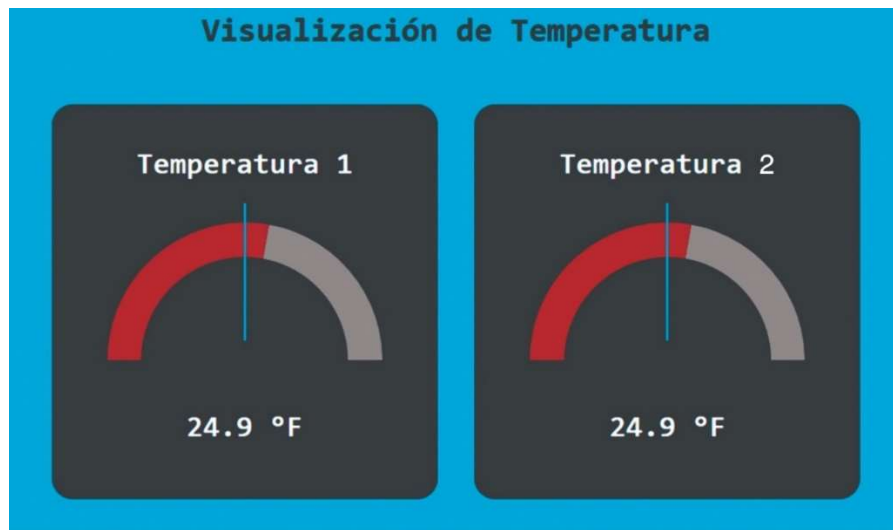 Visualización de Temperatura
Temperatura 1
Temperatura 2
24.9 °F
24.9 °F